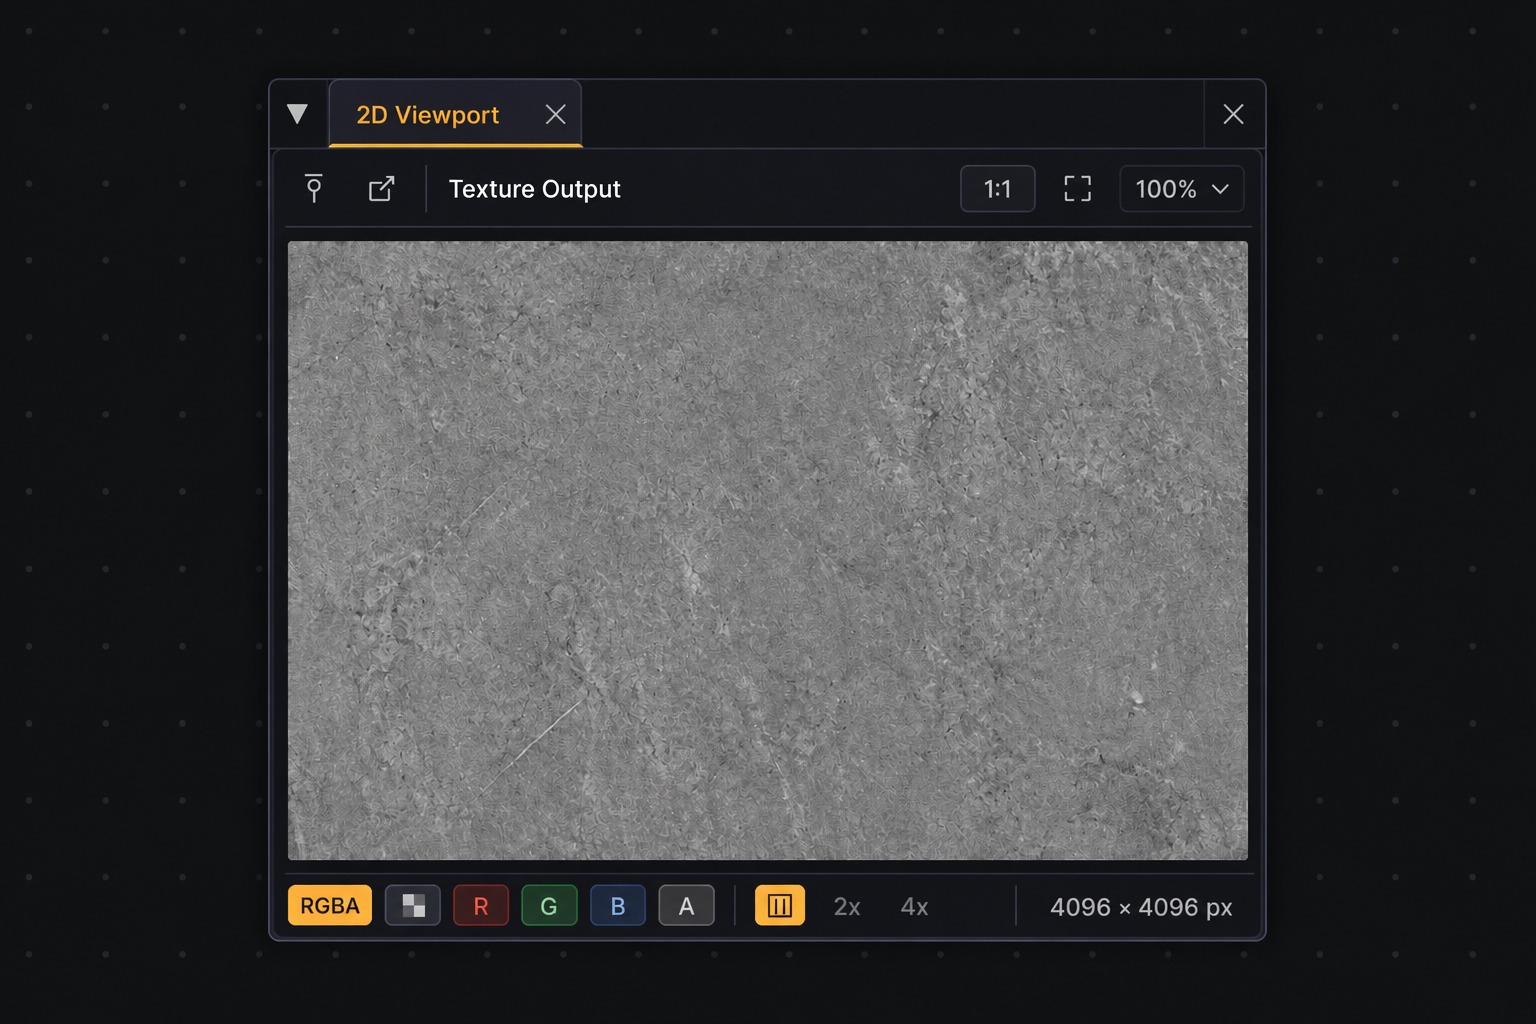 2D Viewport
Texture Output
1:1
100%
RGBA
R
G
B
A
2x
4x
4096 × 4096 px